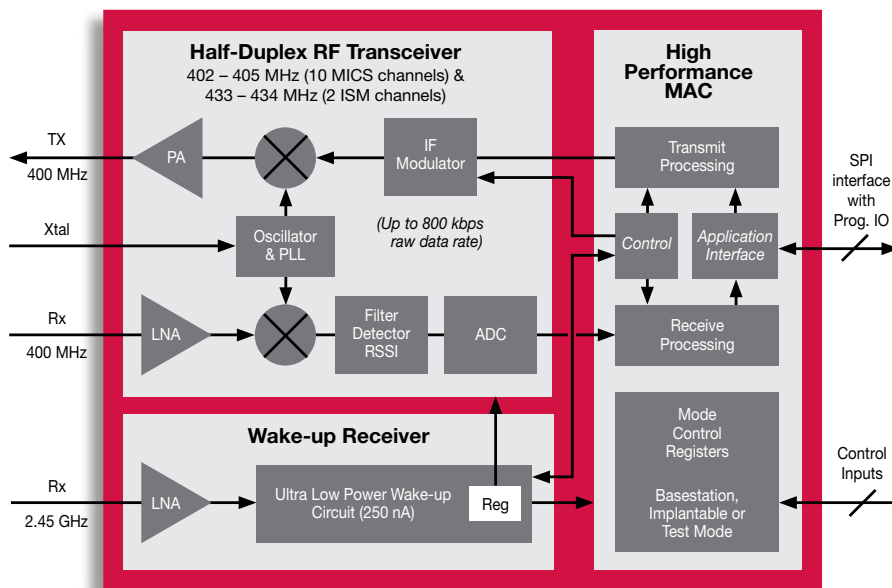 Half-Duplex RF Transceiver
402 – 405 MHz (10 MICS channels) &
433 – 434 MHz (2 ISM channels)
High
Performance
MAC
TX
400 MHz
PA
IF
Modulator
Transmit
Processing
SPI
interface
with
Prog. IO
Xtal
Oscillator
& PLL
(Up to 800 kbps
raw data rate)
Control
Application
Interface
Rx
400 MHz
LNA
Filter
Detector
RSSI
ADC
Receive
Processing
Wake-up Receiver
Rx
2.45 GHz
LNA
Ultra Low Power Wake-up
Circuit (250 nA)
Reg
Mode
Control
Registers
Basestation,
Implantable or
Test Mode
Control
Inputs